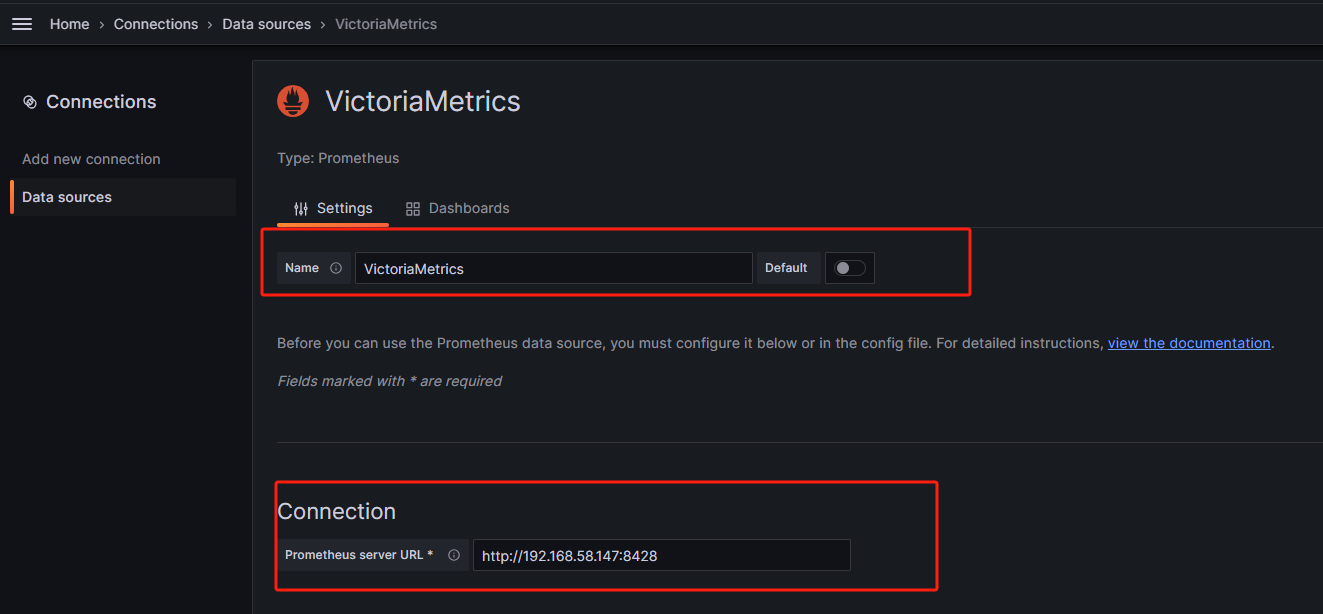 Home › Connections › Data sources › VictoriaMetrics
Connections
Add new connection
Data sources
VictoriaMetrics
Type: Prometheus
Settings Dashboards
Name VictoriaMetrics Default
Before you can use the Prometheus data source, you must configure it below or in the config file. For detailed instructions, view the documentation.
Fields marked with * are required
Connection
Prometheus server URL * http://192.168.58.147:8428